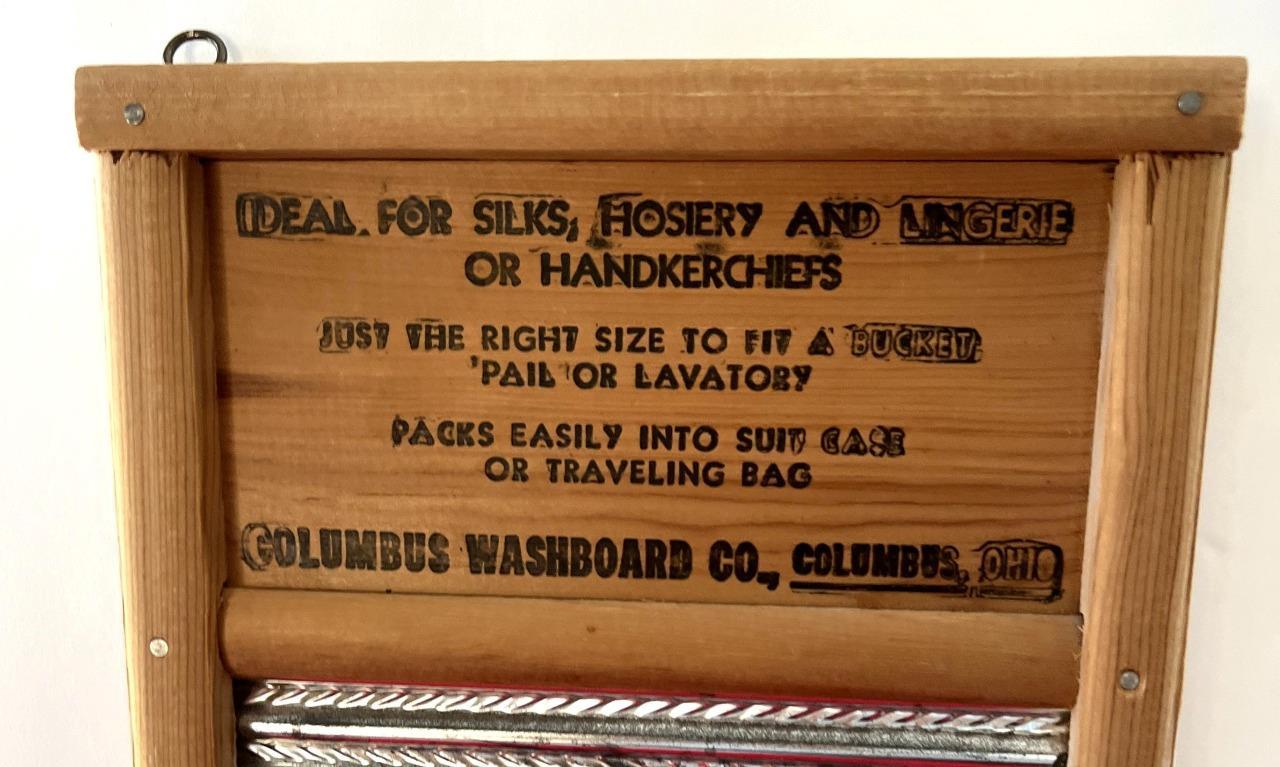 IDEAL FOR SILKS, HOSIERY AND LINGERIE
OR HANDKERCHIEFS
JUST THE RIGHT SIZE TO FIT A BUCKET
PAIL OR LAVATORY
PACKS EASILY INTO SUIT CASE
OR TRAVELING BAG
COLUMBUS WASHBOARD CO., COLUMBUS, OHIO